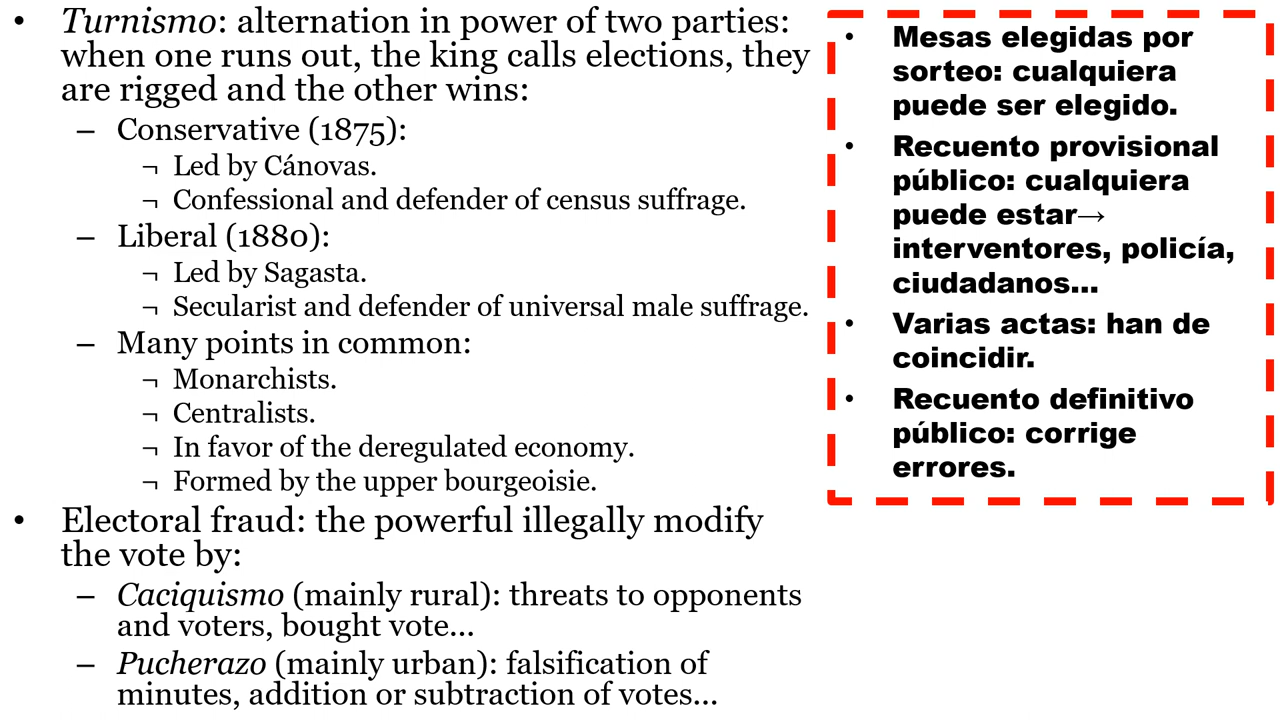 • Turnismo: alternation in power of two parties:
when one runs out, the king calls elections, they
are rigged and the other wins:
– Conservative (1875):
¬ Led by Cánovas.
¬ Confessional and defender of census suffrage.
– Liberal (1880):
¬ Led by Sagasta.
¬ Secularist and defender of universal male suffrage.
– Many points in common:
¬ Monarchists.
¬ Centralists.
¬ In favor of the deregulated economy.
¬ Formed by the upper bourgeoisie.
• Electoral fraud: the powerful illegally modify
the vote by:
– Caciquismo (mainly rural): threats to opponents
and voters, bought vote...
– Pucherazo (mainly urban): falsification of
minutes, addition or subtraction of votes...
• Mesas elegidas por
sorteo: cualquiera
puede ser elegido.
• Recuento provisional
público: cualquiera
puede estar→
interventores, policía,
ciudadanos...
• Varias actas: han de
coincidir.
• Recuento definitivo
público: corrige
errores.